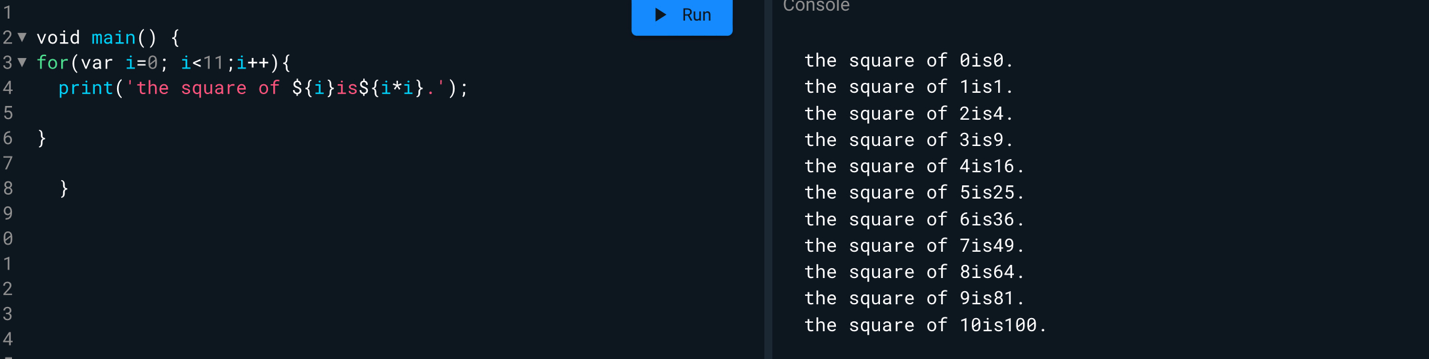 Run
Console
1
2 void main() {
3 for(var i=0; i<11;i++){
4 print('the square of ${i}is${i*i}.');
5
6 }
7
8 }
9
0
1
2
3
4
the square of 0is0.
the square of 1is1.
the square of 2is4.
the square of 3is9.
the square of 4is16.
the square of 5is25.
the square of 6is36.
the square of 7is49.
the square of 8is64.
the square of 9is81.
the square of 10is100.